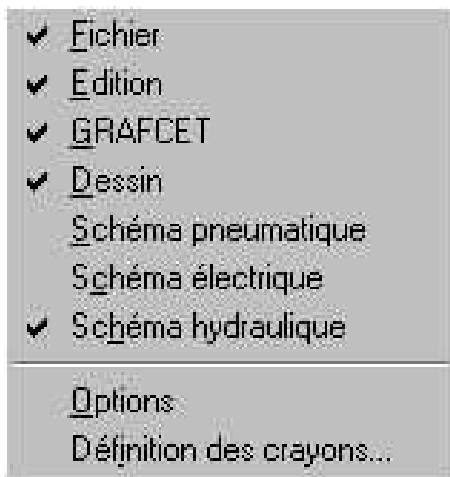 Fichier
Edition
GRAFCET
Dessin
Schéma pneumatique
Schéma électrique
Schéma hydraulique
Options
Définition des crayons...